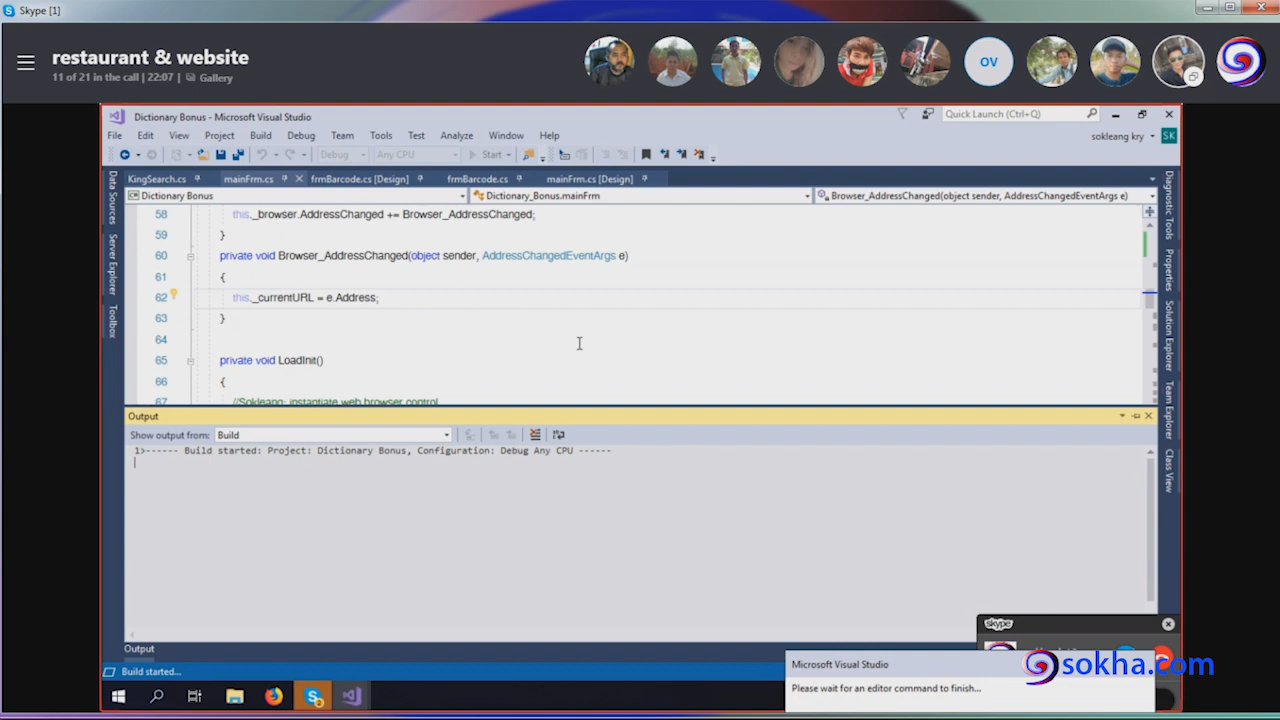 Skype [1]
restaurant & website
11 of 21 in the call | 22:07 | Gallery
OV
Dictionary Bonus - Microsoft Visual Studio
Quick Launch (Ctrl+Q)
File Edit View Project Build Debug Team Tools Test Analyze Window Help
sokleang kry SK
Debug Any CPU Start
KingSearch.cs mainFrm.cs frmBarcode.cs [Design] frmBarcode.cs mainFrm.cs [Design]
Dictionary Bonus Dictionary_Bonus.mainFrm Browser_AddressChanged(object sender, AddressChangedEventArgs e)
58 this._browser.AddressChanged += Browser_AddressChanged;
59 }
60 private void Browser_AddressChanged(object sender, AddressChangedEventArgs e)
61 {
62 this._currentURL = e.Address;
63 }
64
65 private void LoadInit()
66 {
67 //Sokleang: instantiate web browser control
Data Sources
Server Explorer
Toolbox
Diagnostic Tools
Properties
Solution Explorer
Team Explorer
Class View
Output
Show output from: Build
1>------ Build started: Project: Dictionary Bonus, Configuration: Debug Any CPU ------
Output
Build started...
skype
Microsoft Visual Studio
Please wait for an editor command to finish...
sokha.com